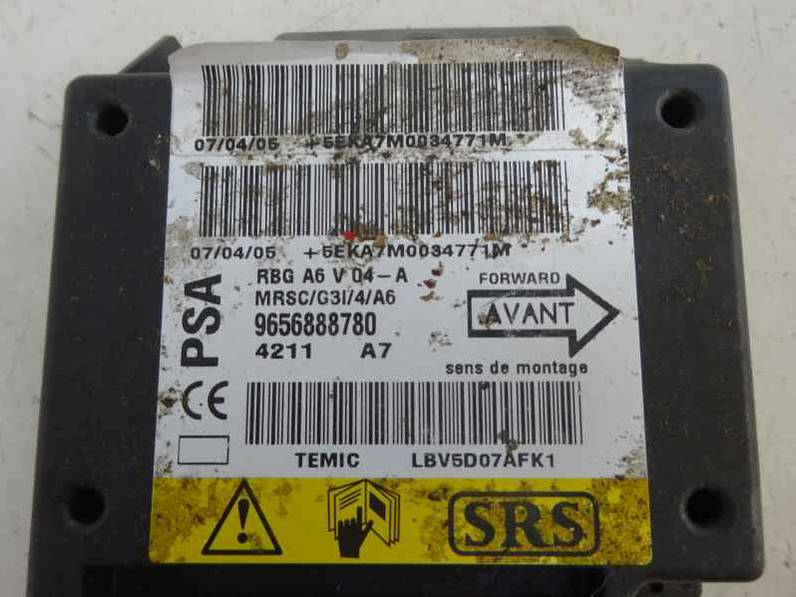 07/04/05 +5EKA7M0034771M
07/04/05 +5EKA7M0034771M
PSA
RBG A6 V 04-A
MRSC/G3I/4/A6
9656888780
4211 A7
FORWARD
AVANT
sens de montage
CE
TEMIC LBV5D07AFK1
SRS